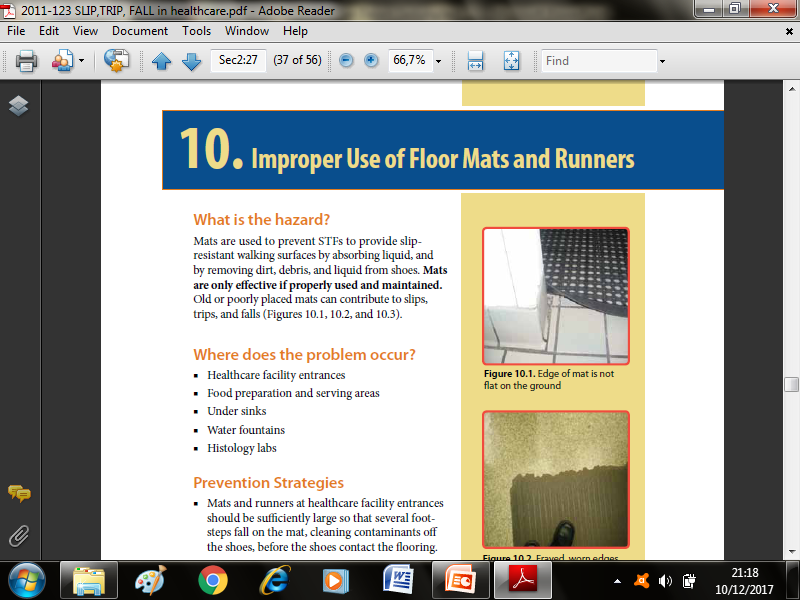 2011-123 SLIP,TRIP, FALL in healthcare.pdf - Adobe Reader
File Edit View Document Tools Window Help
Sec2:27 (37 of 56) 66,7% Find
10. Improper Use of Floor Mats and Runners
What is the hazard?
Mats are used to prevent STFs to provide slip-
resistant walking surfaces by absorbing liquid, and
by removing dirt, debris, and liquid from shoes. Mats
are only effective if properly used and maintained.
Old or poorly placed mats can contribute to slips,
trips, and falls (Figures 10.1, 10.2, and 10.3).
Where does the problem occur?
▪ Healthcare facility entrances
▪ Food preparation and serving areas
▪ Under sinks
▪ Water fountains
▪ Histology labs
Prevention Strategies
▪ Mats and runners at healthcare facility entrances
should be sufficiently large so that several foot-
steps fall on the mat, cleaning contaminants off
the shoes, before the shoes contact the flooring.
Figure 10.1. Edge of mat is not
flat on the ground
Figure 10.2. Frayed, worn edges
21:18
10/12/2017